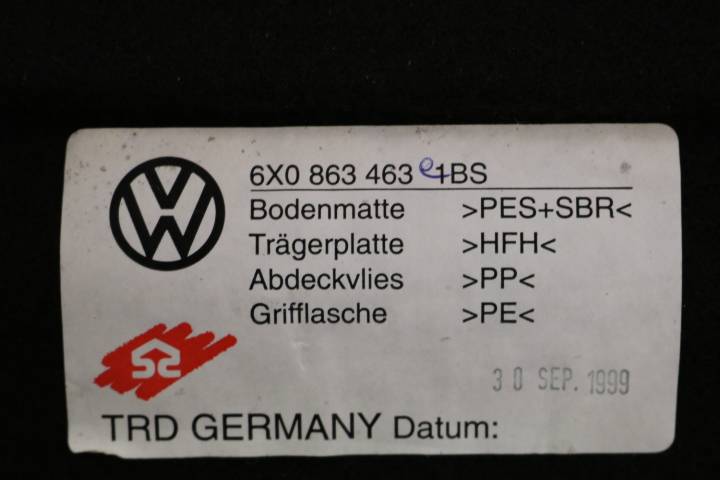 6X0 863 463 e 1BS
Bodenmatte >PES+SBR<
Trägerplatte >HFH<
Abdeckvlies >PP<
Grifflasche >PE<
30 SEP. 1999
TRD GERMANY Datum: